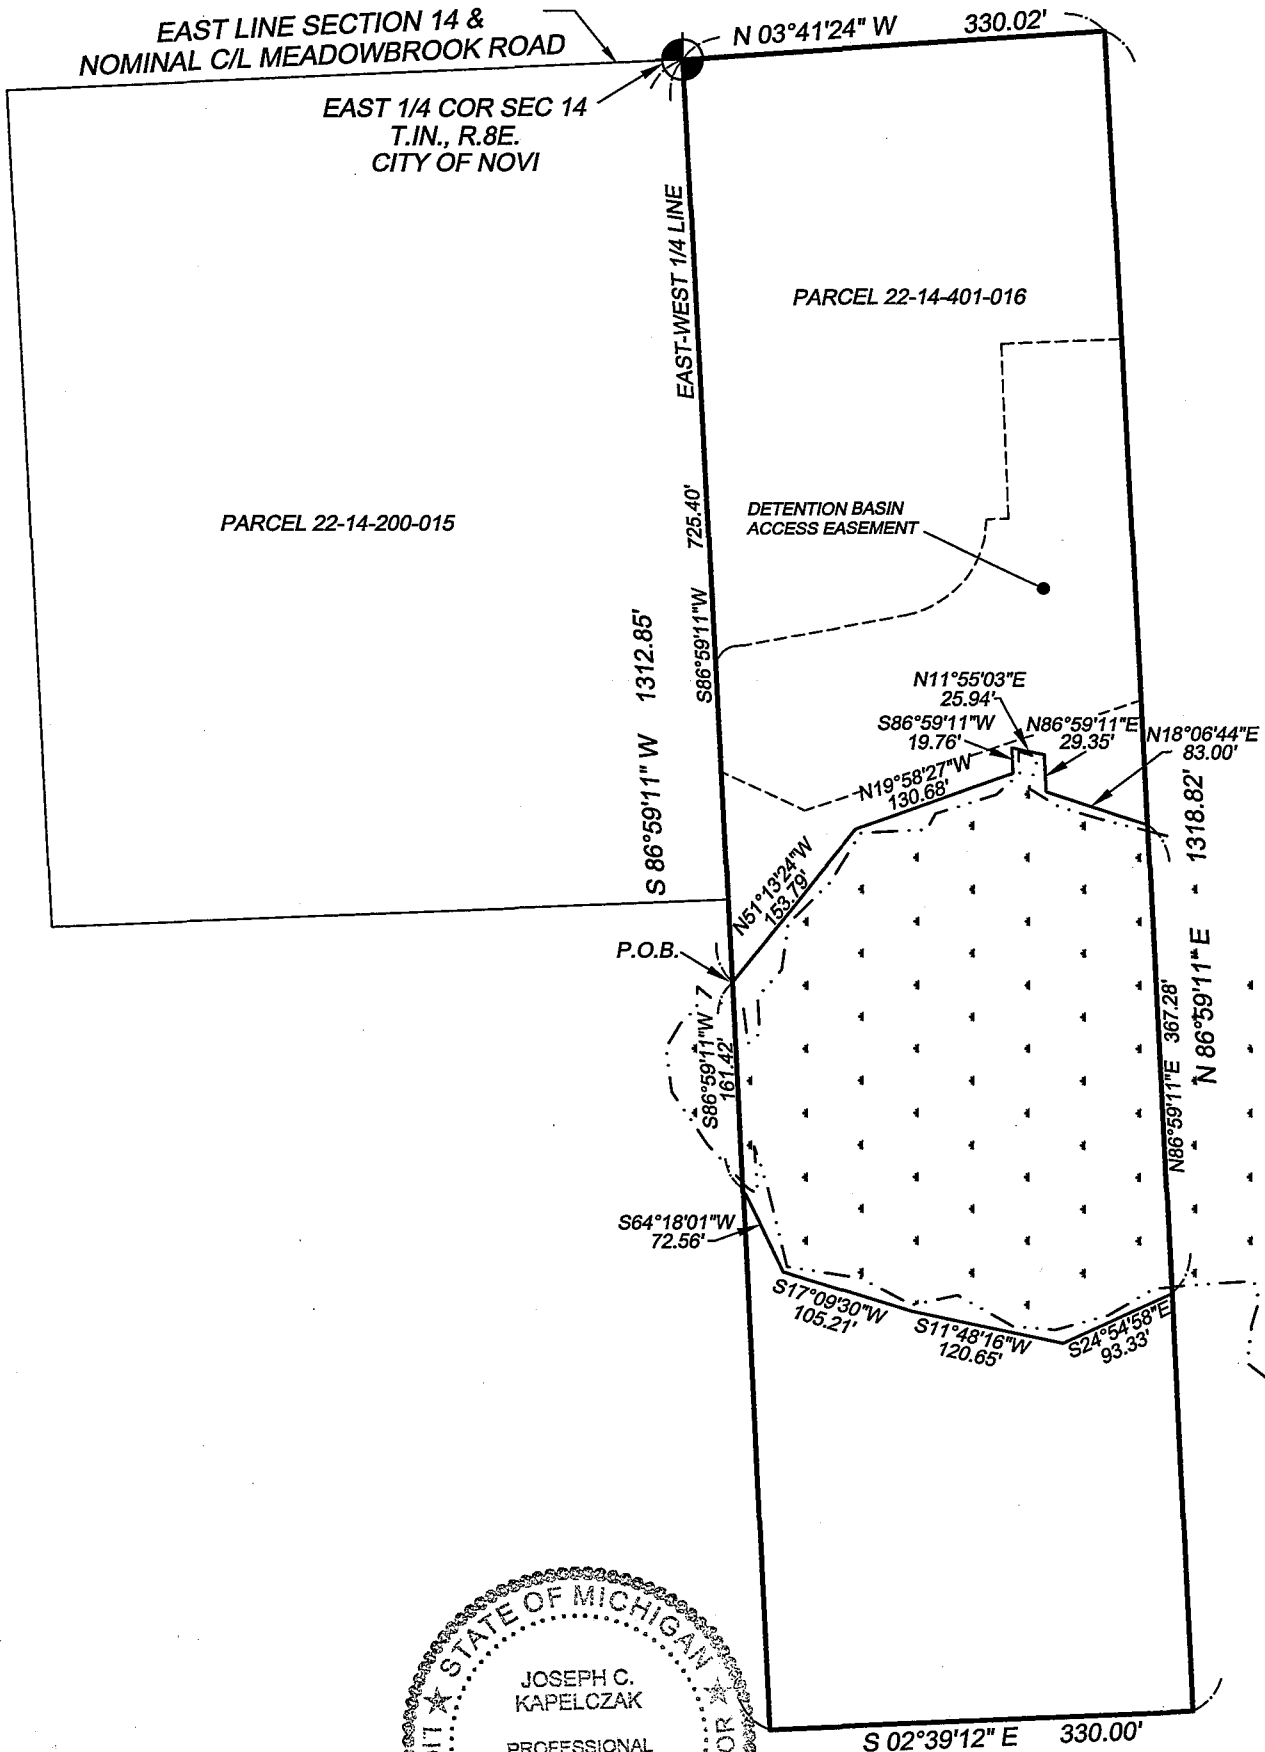 EAST LINE SECTION 14 &
NOMINAL C/L MEADOWBROOK ROAD
N 03°41'24" W 330.02'
EAST 1/4 COR SEC 14
T.IN., R.8E.
CITY OF NOVI
EAST-WEST 1/4 LINE
PARCEL 22-14-401-016
PARCEL 22-14-200-015
725.40'
S86°59'11"W
DETENTION BASIN
ACCESS EASEMENT
S 86°59'11" W 1312.85'
N11°55'03"E
25.94'
S86°59'11"W
19.76'
N86°59'11"E
29.35'
N18°06'44"E
83.00'
N19°58'27"W
130.68'
N51°13'24"W
153.79'
P.O.B.
S86°59'11"W
161.42'
N 86°59'11" E 1318.82'
N86°59'11"E 367.28'
S64°18'01"W
72.56'
S17°09'30"W
105.21'
S11°48'16"W
120.65'
S24°54'58"E
93.33'
STATE OF MICHIGAN
JOSEPH C.
KAPELCZAK
PROFESSIONAL
S 02°39'12" E 330.00'